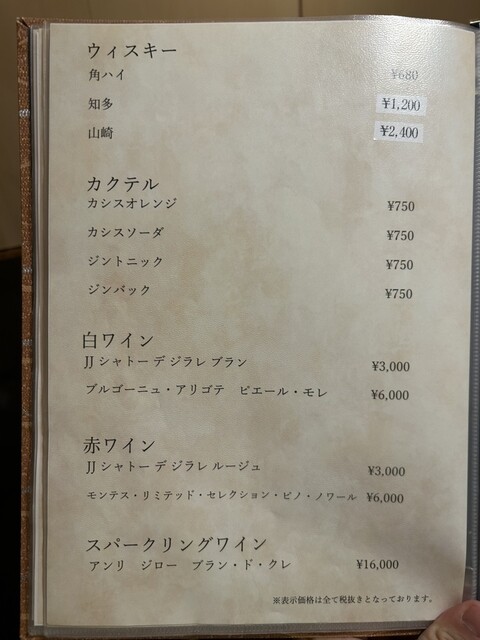 ウィスキー
角ハイ ¥680
知多 ¥1,200
山崎 ¥2,400
カクテル
カシスオレンジ ¥750
カシスソーダ ¥750
ジントニック ¥750
ジンバック ¥750
白ワイン
JJ シャトー デ ジラレ ブラン ¥3,000
ブルゴーニュ・アリゴテ ピエール・モレ ¥6,000
赤ワイン
JJ シャトー デ ジラレ ルージュ ¥3,000
モンテス・リミテッド・セレクション・ピノ・ノワール ¥6,000
スパークリングワイン
アンリ ジロー ブラン・ド・クレ ¥16,000
※表示価格は全て税抜きとなっております。